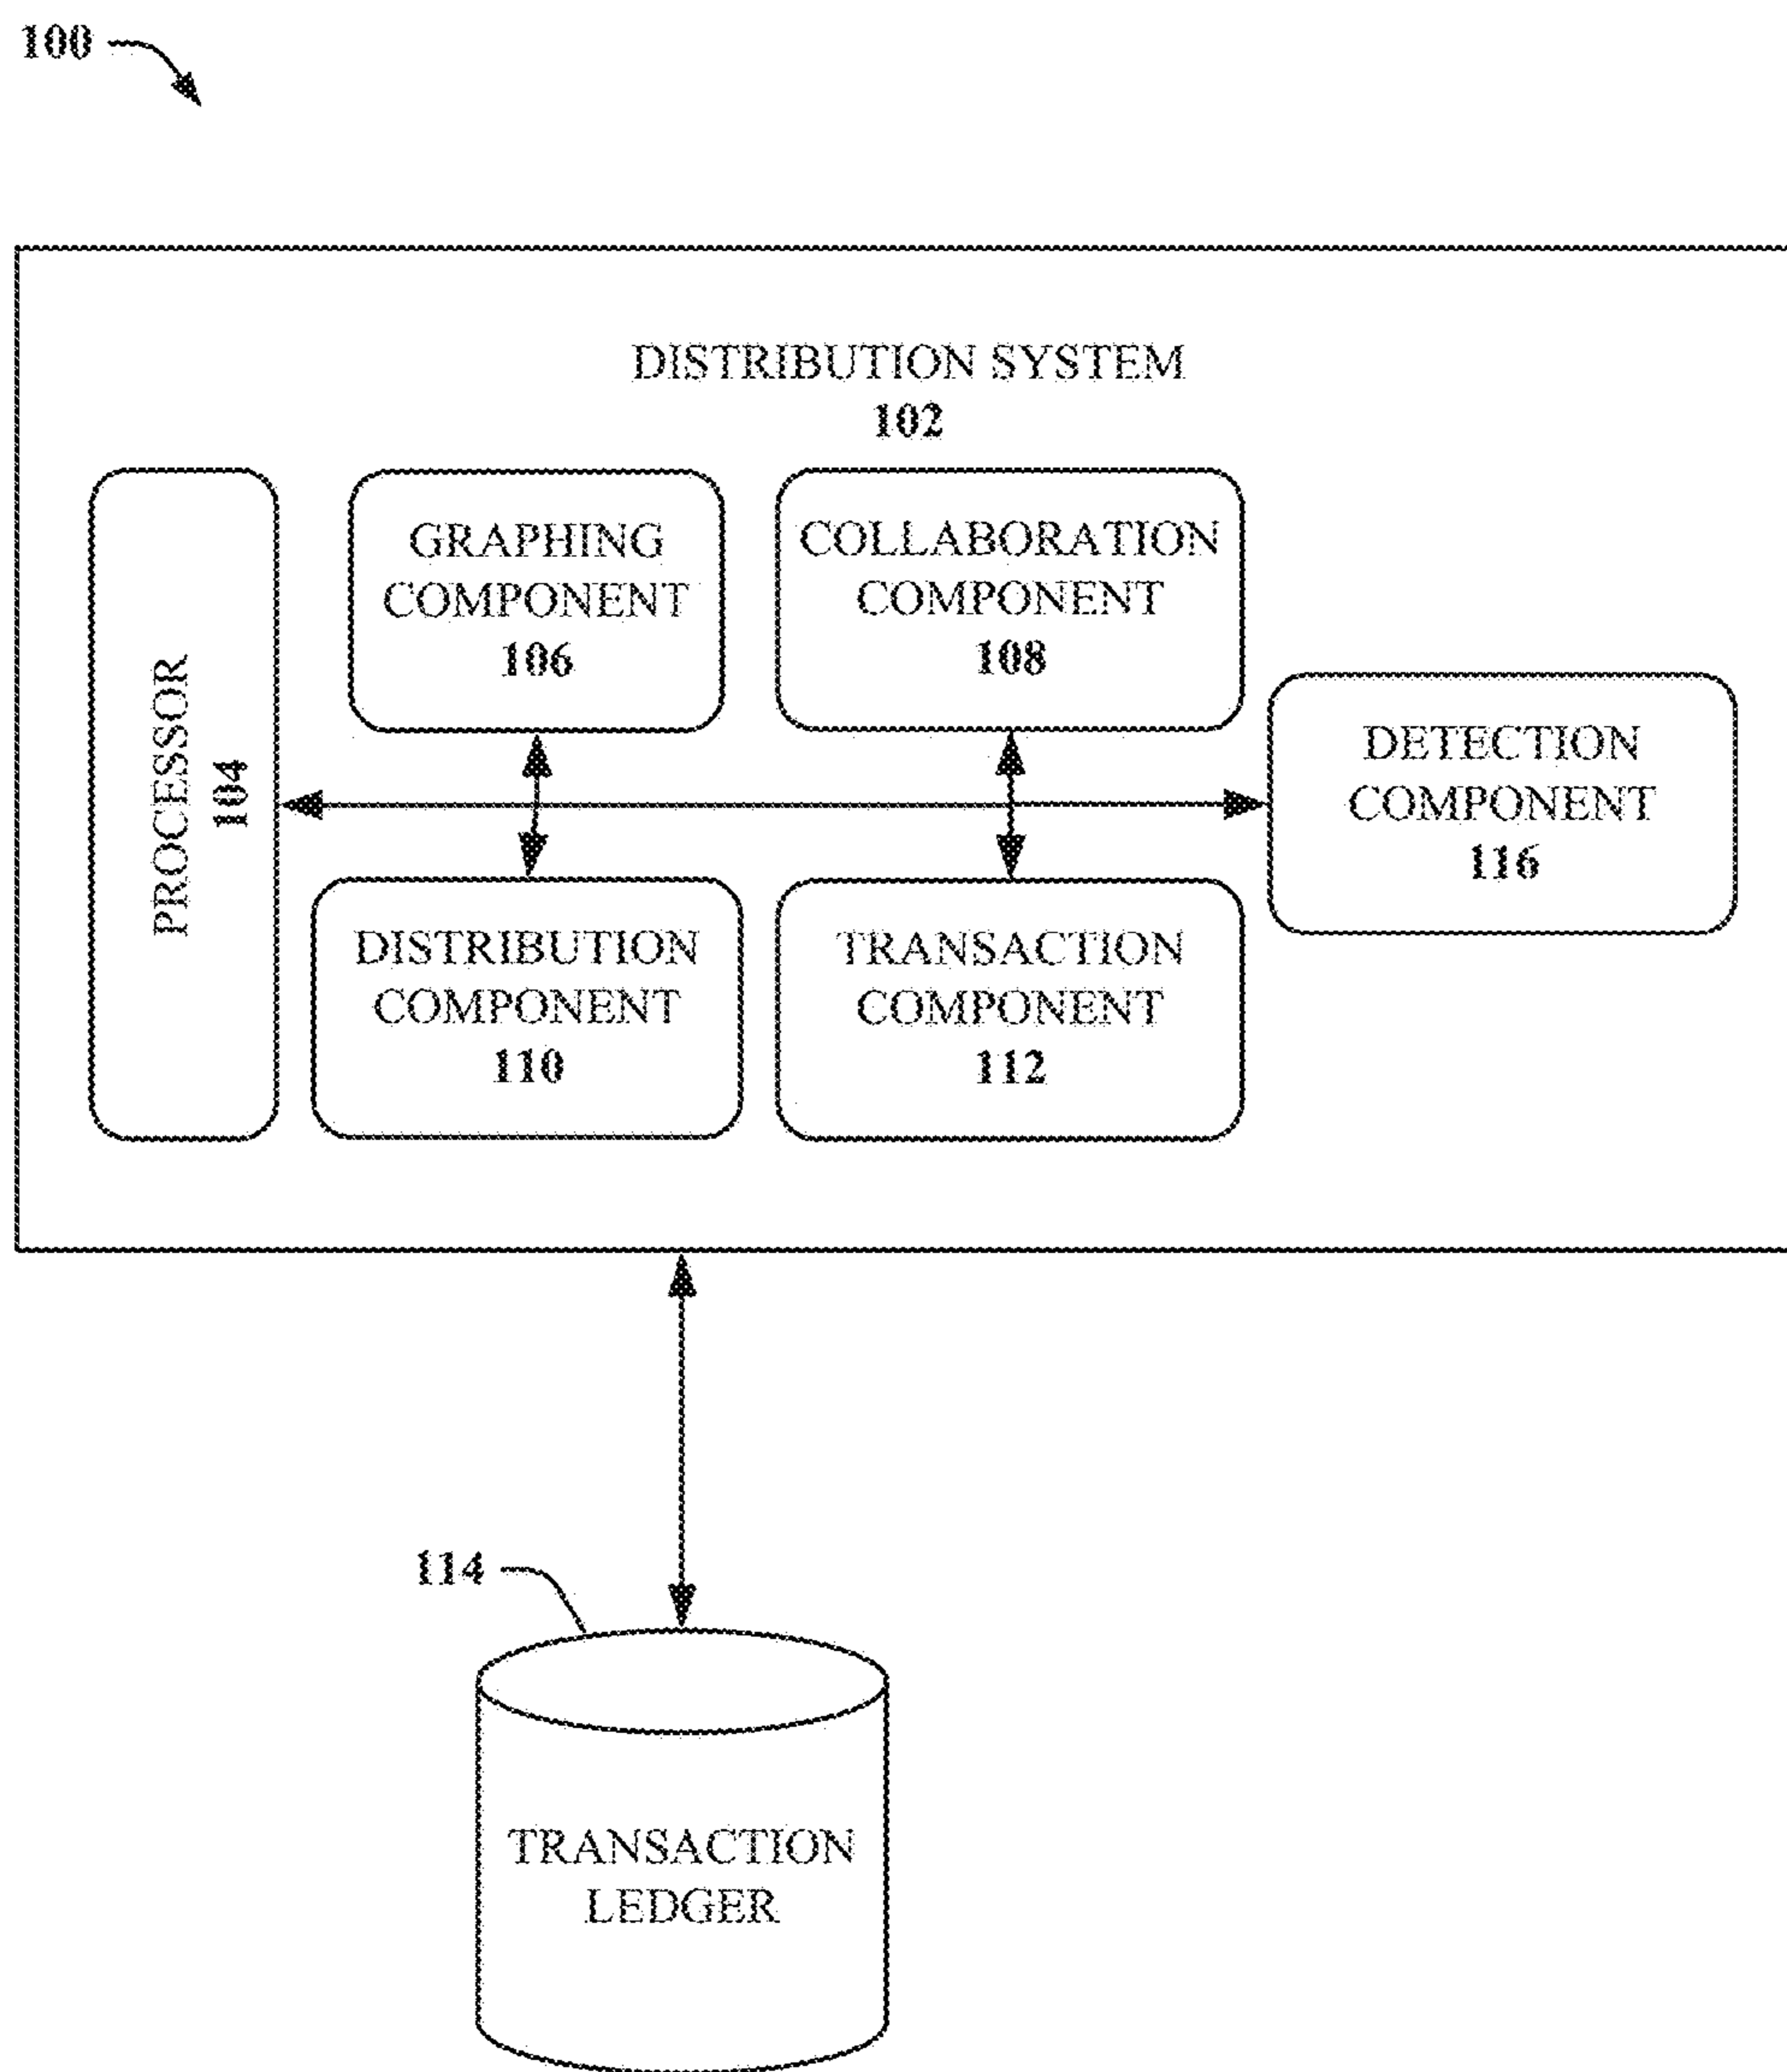 100
DISTRIBUTION SYSTEM
102
PROCESSOR
104
GRAPHING
COMPONENT
106
COLLABORATION
COMPONENT
108
DETECTION
COMPONENT
116
DISTRIBUTION
COMPONENT
110
TRANSACTION
COMPONENT
112
114
TRANSACTION
LEDGER